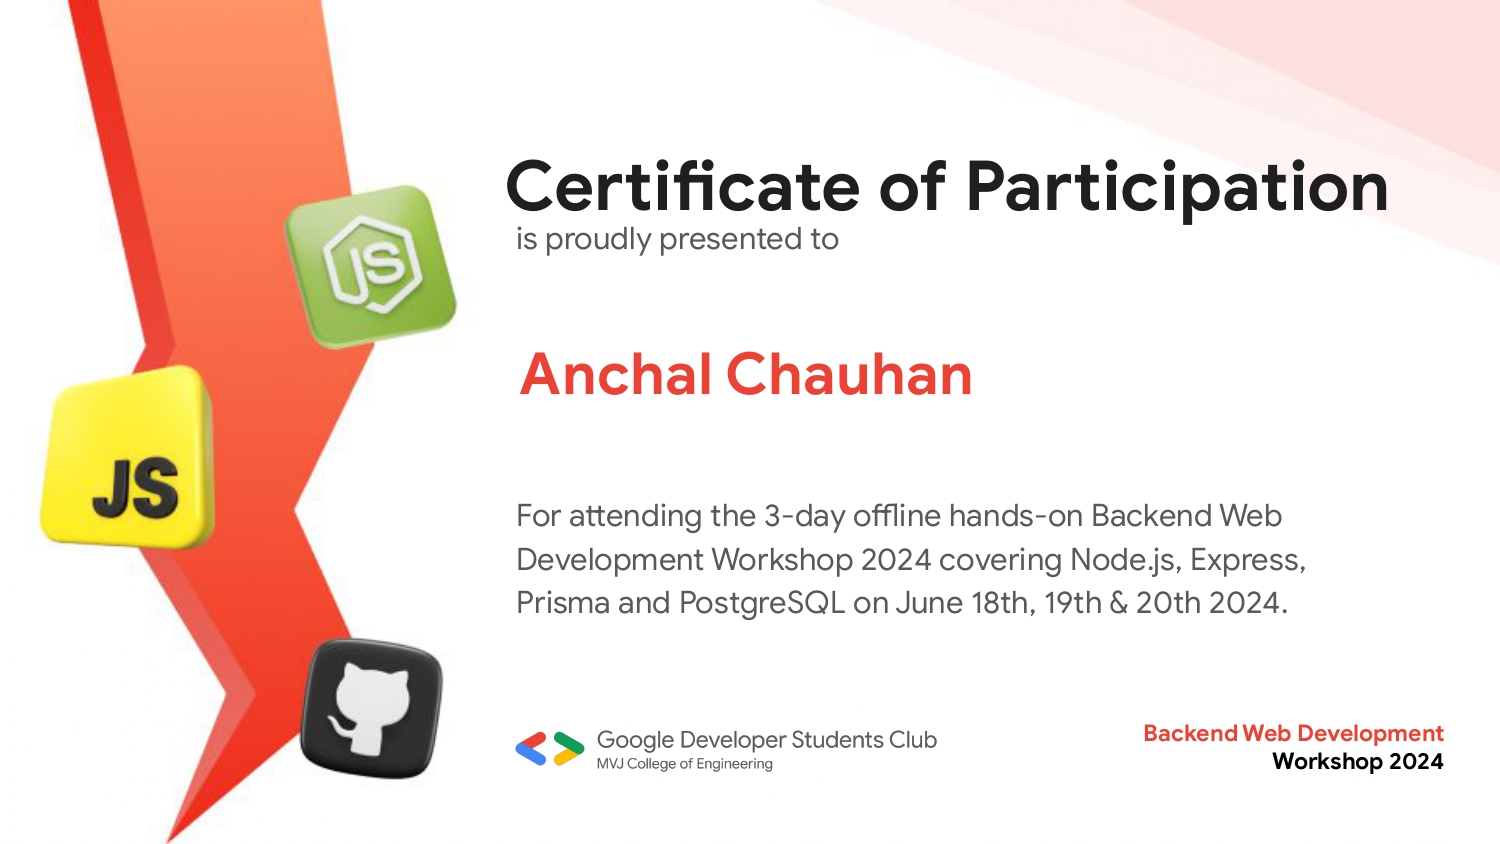 Certificate of Participation
is proudly presented to
JS
Anchal Chauhan
JS
For attending the 3-day offline hands-on Backend Web
Development Workshop 2024 covering Node.js, Express,
Prisma and PostgreSQL on June 18th, 19th & 20th 2024.
Google Developer Students Club
MVJ College of Engineering
Backend Web Development
Workshop 2024